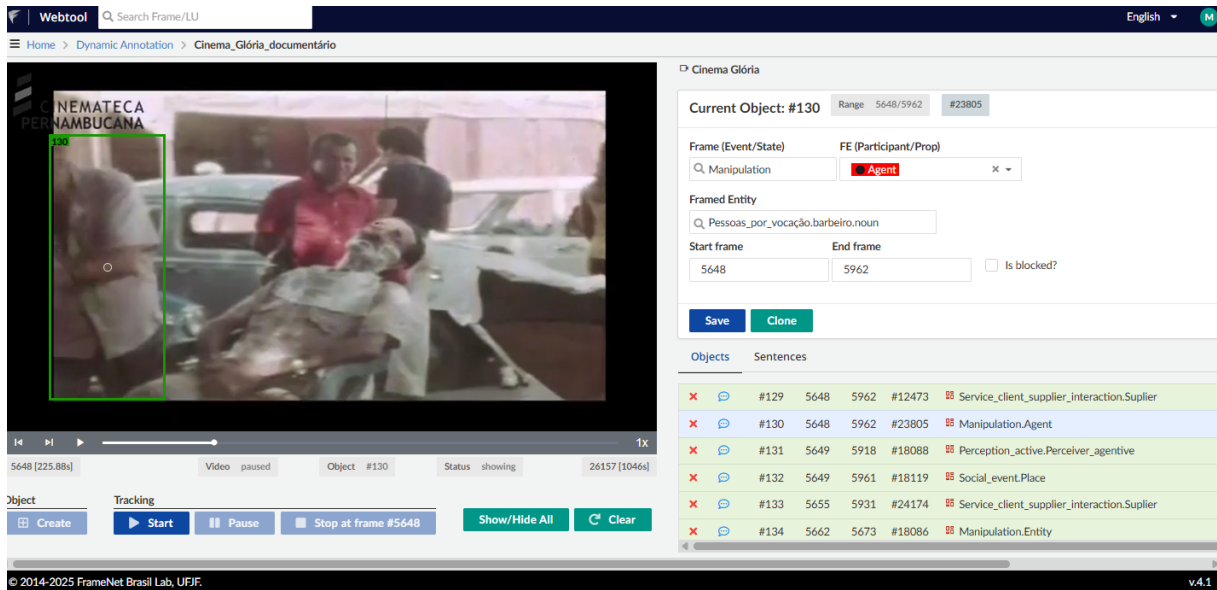 Webtool
Search Frame/LU
English
M
Home > Dynamic Annotation > Cinema_Glória_documentário
CINEMATECA
PERNAMBUCANA
130
5648 [225.88s]
Video paused
Object #130
Status showing
26157 [1046s]
1x
Object
Tracking
Create
Start
Pause
Stop at frame #5648
Show/Hide All
Clear
Cinema Glória
Current Object: #130
Range 5648/5962
#23805
Frame (Event/State)
FE (Participant/Prop)
Manipulation
Agent
Framed Entity
Pessoas_por_vocação.barbeiro.noun
Start frame
End frame
5648
5962
Is blocked?
Save
Clone
Objects
Sentences
#129 5648 5962 #12473 Service_client_supplier_interaction.Suplier
#130 5648 5962 #23805 Manipulation.Agent
#131 5649 5918 #18088 Perception_active.Perceiver_agentive
#132 5649 5961 #18119 Social_event.Place
#133 5655 5931 #24174 Service_client_supplier_interaction.Suplier
#134 5662 5673 #18086 Manipulation.Entity
© 2014-2025 FrameNet Brasil Lab, UFJF.
v.4.1